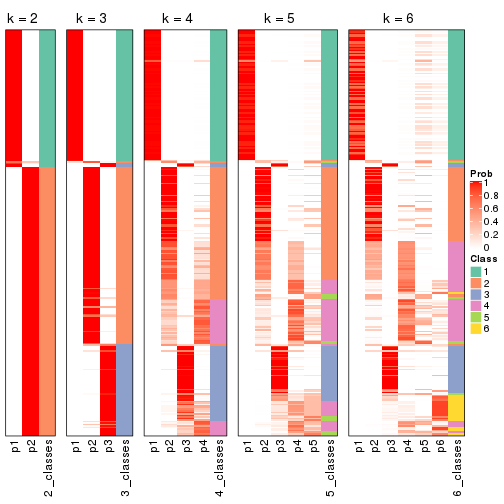 k = 2
k = 3
k = 4
k = 5
k = 6
p1
p2
2_classes
p1
p2
p3
3_classes
p1
p2
p3
p4
4_classes
p1
p2
p3
p4
p5
5_classes
p1
p2
p3
p4
p5
p6
6_classes
Prob
1
0.8
0.6
0.4
0.2
0
Class
1
2
3
4
5
6